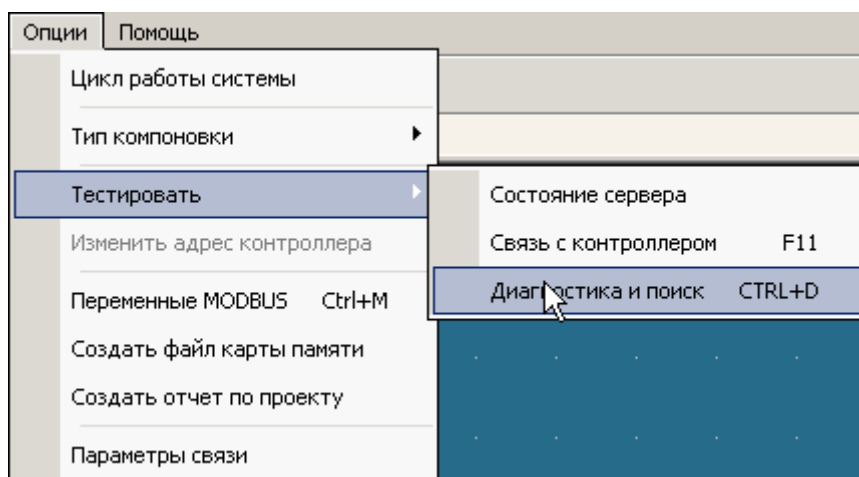 Опции Помощь
Цикл работы системы
Тип компоновки
Тестировать
Состояние сервера
Изменить адрес контроллера
Связь с контроллером F11
Диагностика и поиск CTRL+D
Переменные MODBUS Ctrl+M
Создать файл карты памяти
Создать отчет по проекту
Параметры связи